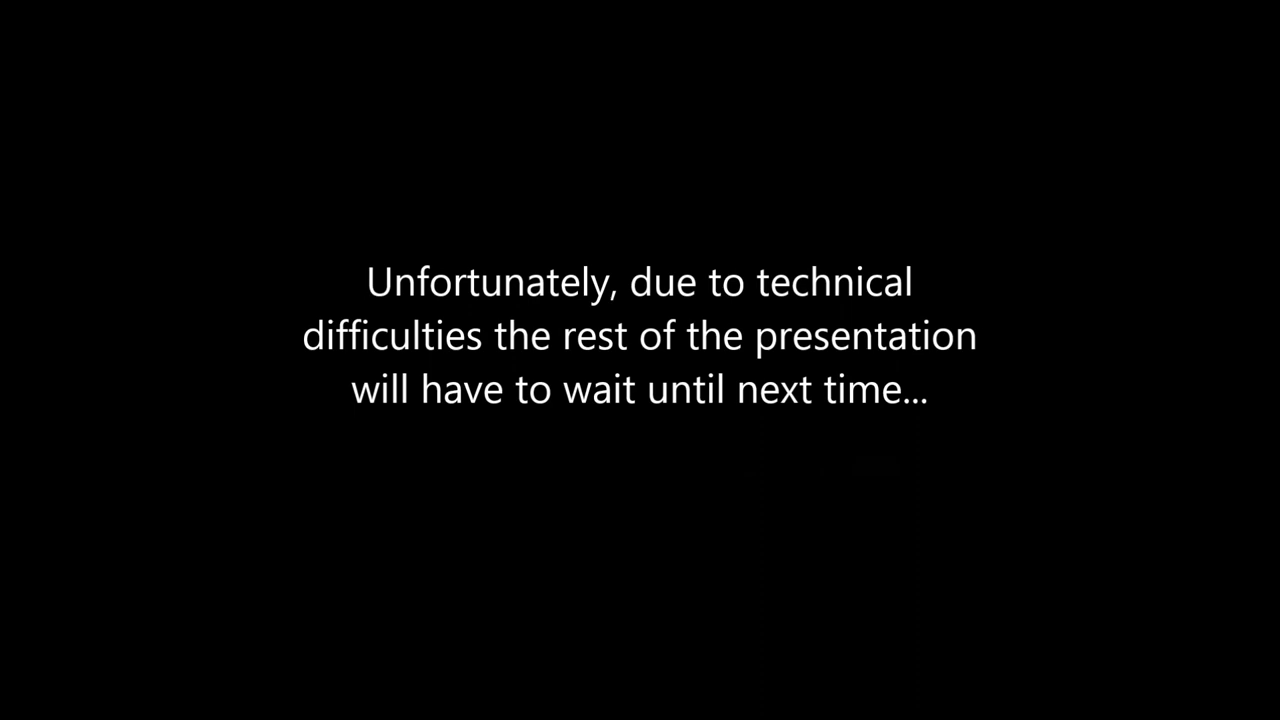 Unfortunately, due to technical
difficulties the rest of the presentation
will have to wait until next time...